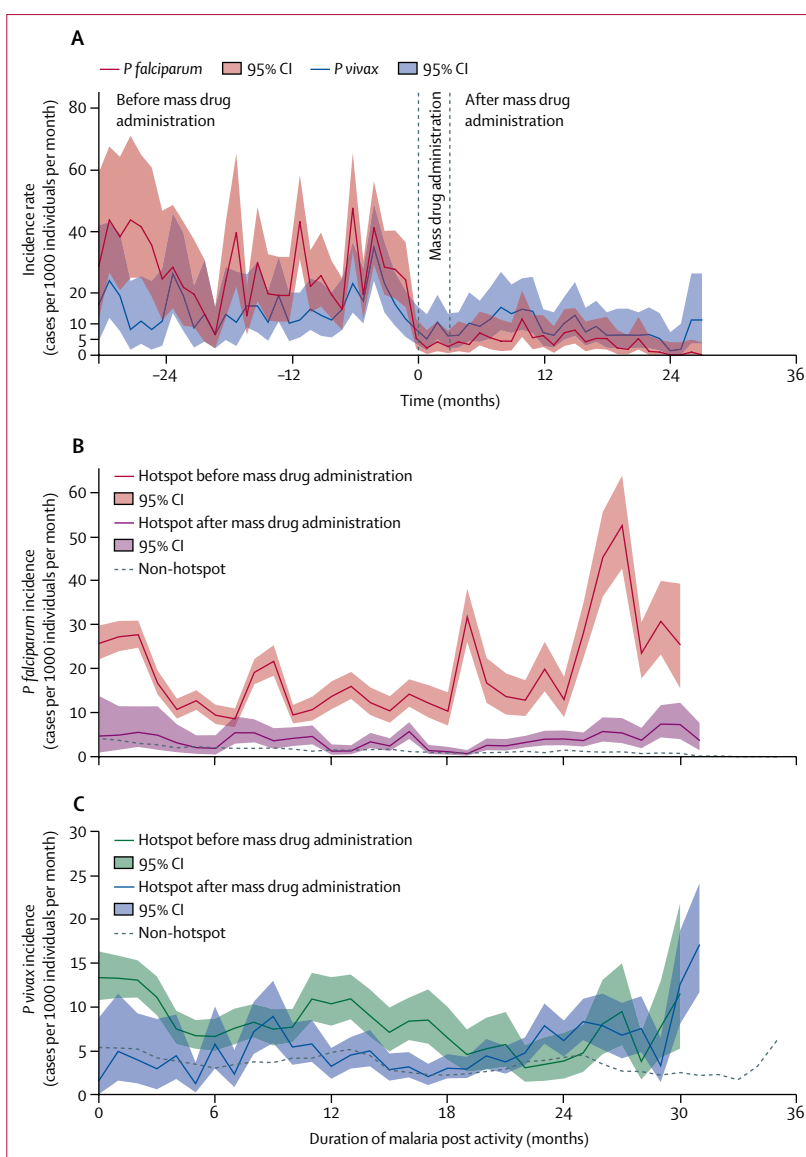 A
P falciparum 95% CI P vivax 95% CI
Before mass drug
administration
Mass drug administration
After mass drug
administration
Incidence rate
(cases per 1000 individuals per month)
80
60
40
20
10
5
0
–24 –12 0 12 24 36
Time (months)
B
Hotspot before mass drug administration
95% CI
Hotspot after mass drug administration
95% CI
Non-hotspot
P falciparum incidence
(cases per 1000 individuals per month)
60
50
40
30
20
10
0
C
Hotspot before mass drug administration
95% CI
Hotspot after mass drug administration
95% CI
Non-hotspot
P vivax incidence
(cases per 1000 individuals per month)
30
25
20
15
10
5
0
0 6 12 18 24 30 36
Duration of malaria post activity (months)